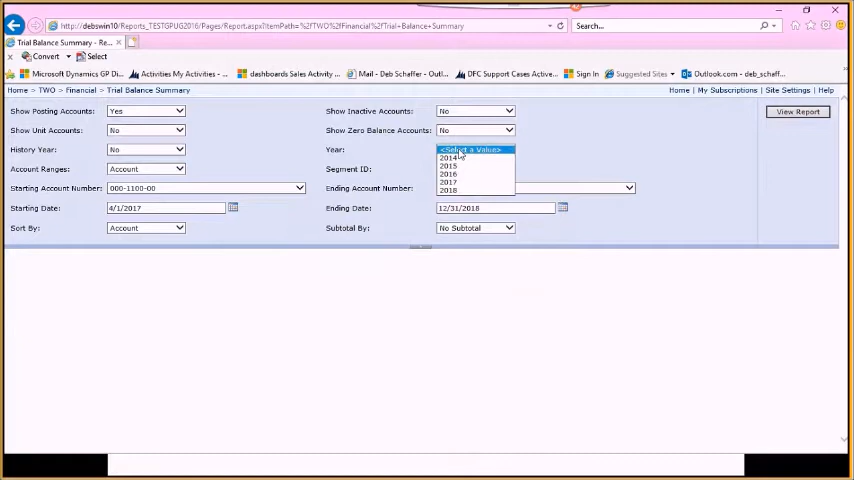 http://debswin10/Reports_TESTGPUG2016/Pages/Report.aspx?ItemPath=%2fTWO%2fFinancial%2fTrial+Balance+Summary
Search...
Trial Balance Summary - Re...
x Convert Select
Microsoft Dynamics GP Di... Activities My Activities - ... dashboards Sales Activity ... Mail - Deb Schaffer - Outl... DFC Support Cases Active... Sign In Suggested Sites Outlook.com - deb_schaf...
Home > TWO > Financial > Trial Balance Summary Home | My Subscriptions | Site Settings | Help
Show Posting Accounts: Yes Show Inactive Accounts: No View Report
Show Unit Accounts: No Show Zero Balance Accounts: No
History Year: No Year: <Select a Value>
2014
2015
2016
2017
2018
Account Ranges: Account Segment ID:
Starting Account Number: 000-1100-00 Ending Account Number:
Starting Date: 4/1/2017 Ending Date: 12/31/2018
Sort By: Account Subtotal By: No Subtotal